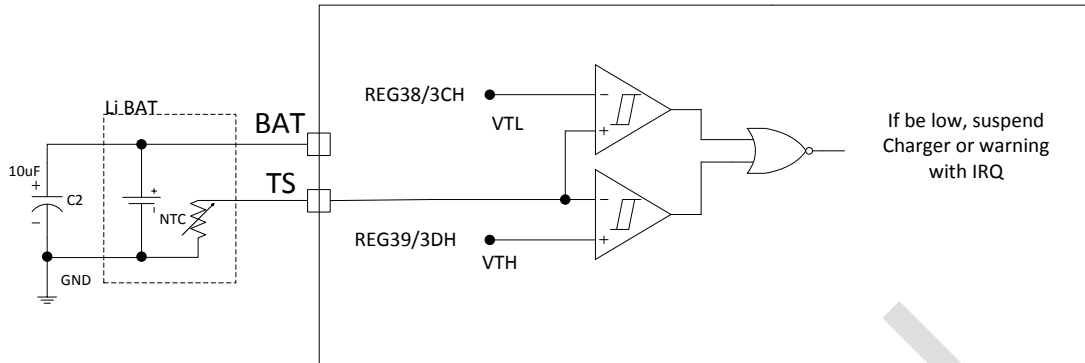 Li BAT
BAT
TS
10uF
+
C2
−
+
−
NTC
GND
REG38/3CH
VTL
−
+
REG39/3DH
VTH
−
+
If be low, suspend
Charger or warning
with IRQ